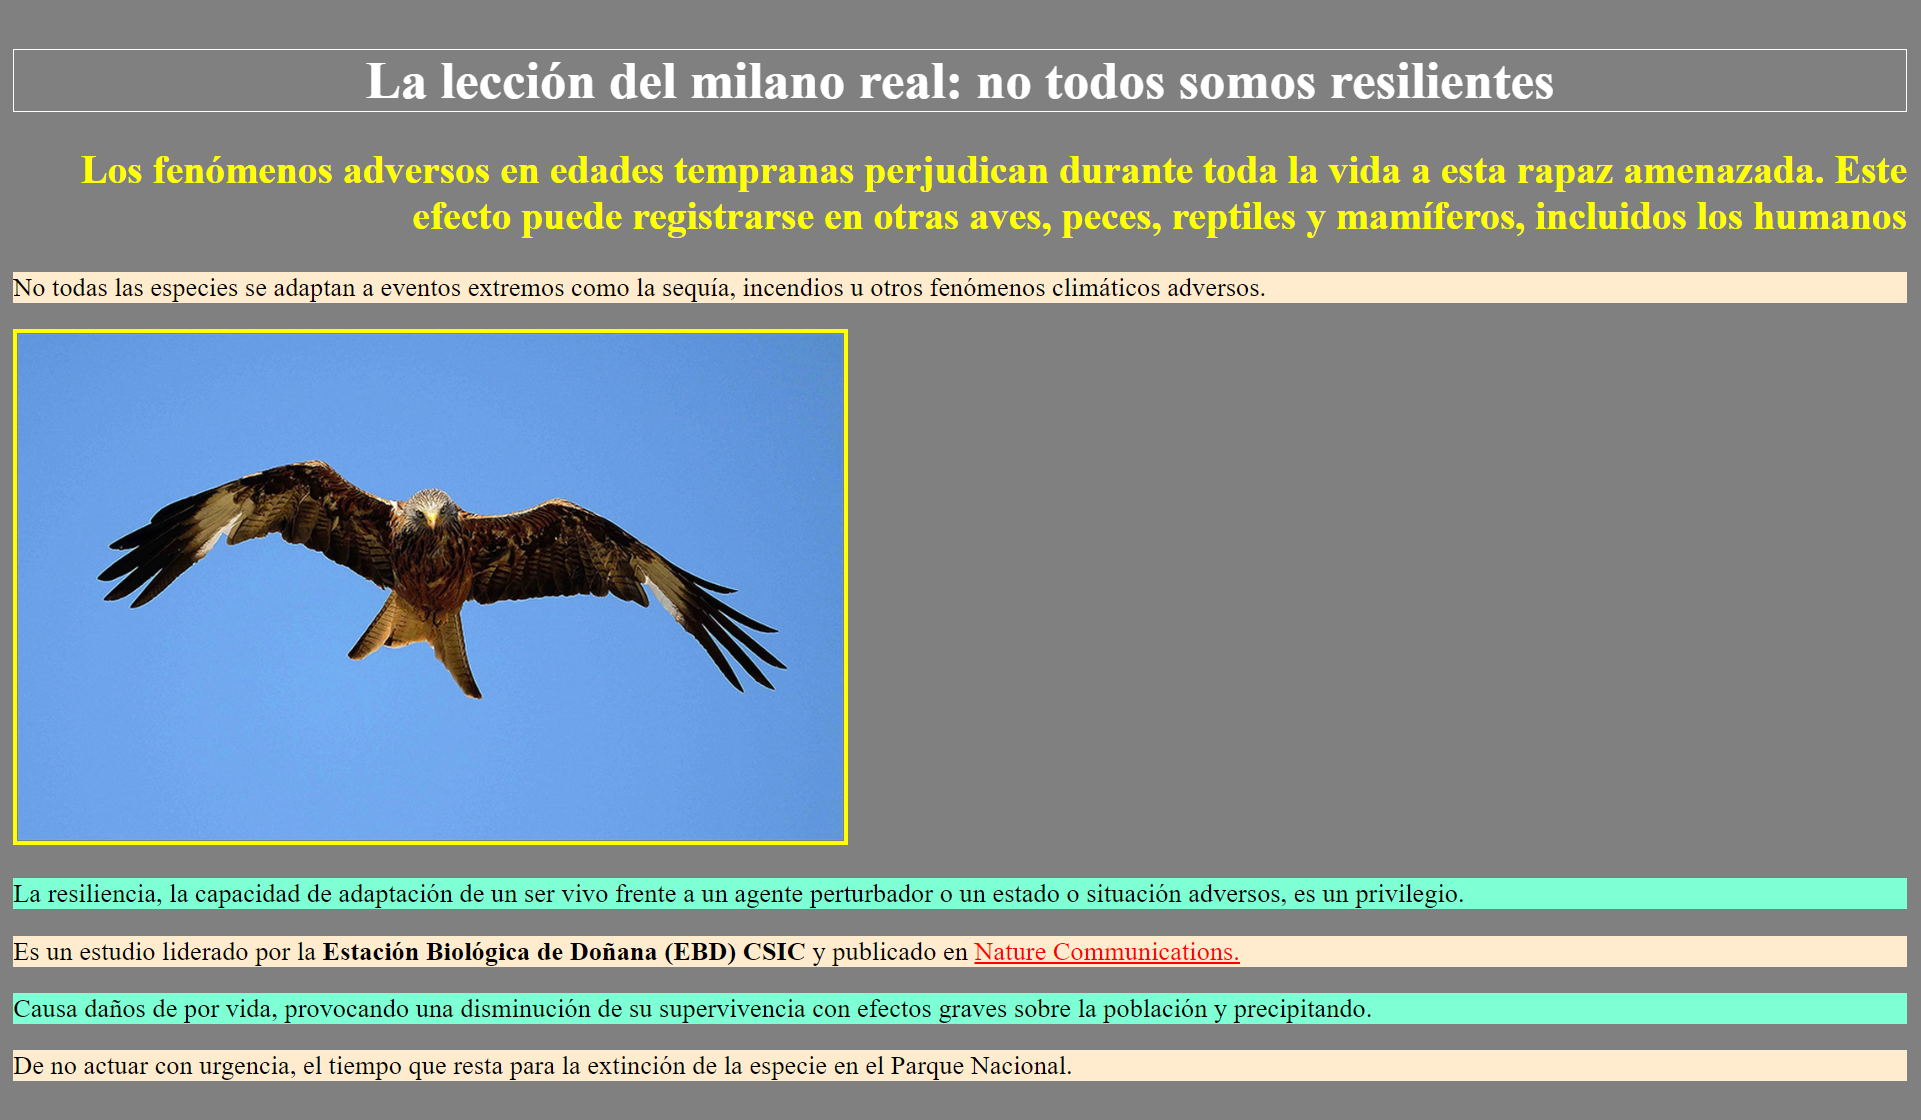 La lección del milano real: no todos somos resilientes
Los fenómenos adversos en edades tempranas perjudican durante toda la vida a esta rapaz amenazada. Este
efecto puede registrarse en otras aves, peces, reptiles y mamíferos, incluidos los humanos
No todas las especies se adaptan a eventos extremos como la sequía, incendios u otros fenómenos climáticos adversos.
La resiliencia, la capacidad de adaptación de un ser vivo frente a un agente perturbador o un estado o situación adversos, es un privilegio.
Es un estudio liderado por la Estación Biológica de Doñana (EBD) CSIC y publicado en Nature Communications.
Causa daños de por vida, provocando una disminución de su supervivencia con efectos graves sobre la población y precipitando.
De no actuar con urgencia, el tiempo que resta para la extinción de la especie en el Parque Nacional.